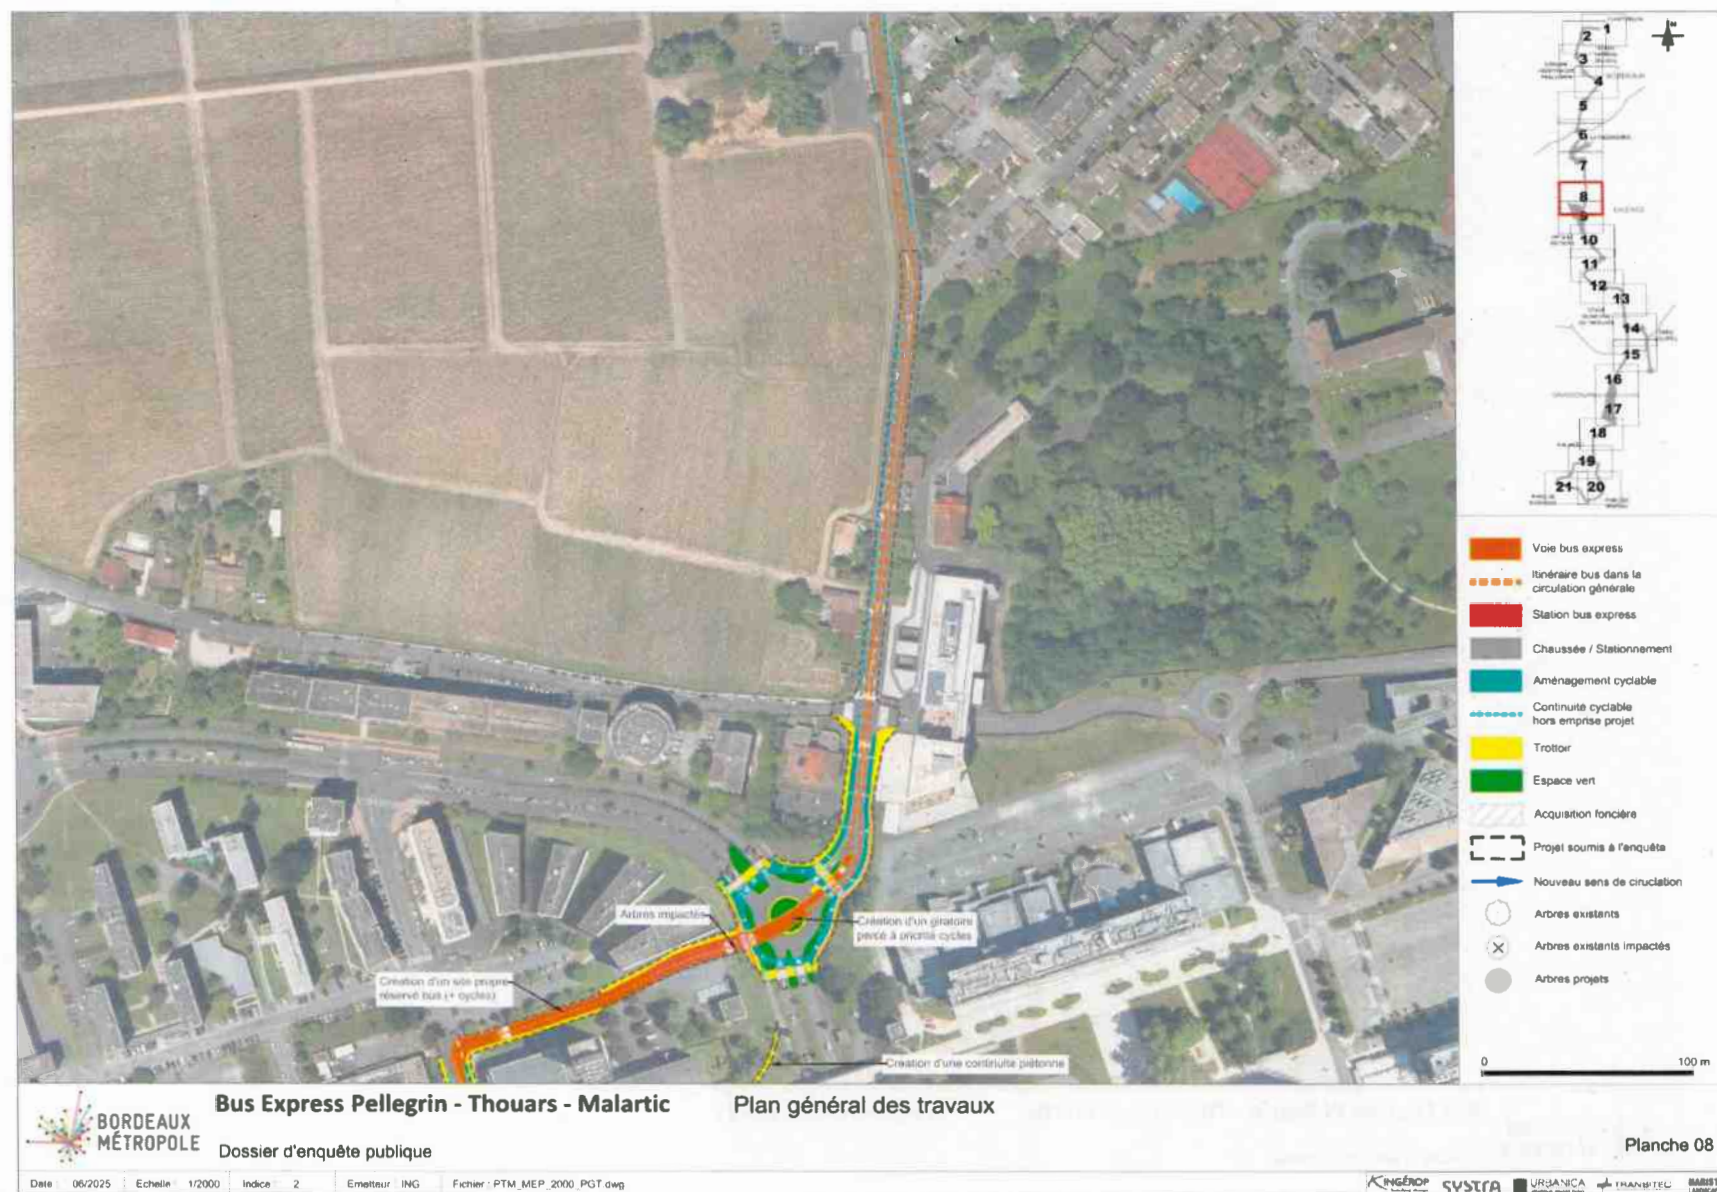 Arbres impactés
Création d'un giratoire
percé à priorité cycles
Création d'un site propre
réservé bus (+ cycles)
Création d'une continuité piétonne
N
1
2
3
4
5
6
7
8
9
10
11
12
13
14
15
16
17
18
19
21
20
Voie bus express
Itinéraire bus dans la
circulation générale
Station bus express
Chaussée / Stationnement
Aménagement cyclable
Continuité cyclable
hors emprise projet
Trottoir
Espace vert
Acquisition foncière
Projet soumis à l'enquête
Nouveau sens de ciruclation
Arbres existants
Arbres existants impactés
Arbres projets
0 100 m
BORDEAUX
MÉTROPOLE
Bus Express Pellegrin - Thouars - Malartic
Plan général des travaux
Dossier d'enquête publique
Planche 08
Date : 06/2025 Echelle : 1/2000 Indice : 2 Emetteur : ING Fichier : PTM_MEP_2000_PGT.dwg
INGÉROP SYSTRA URBANICA TRANSITEC